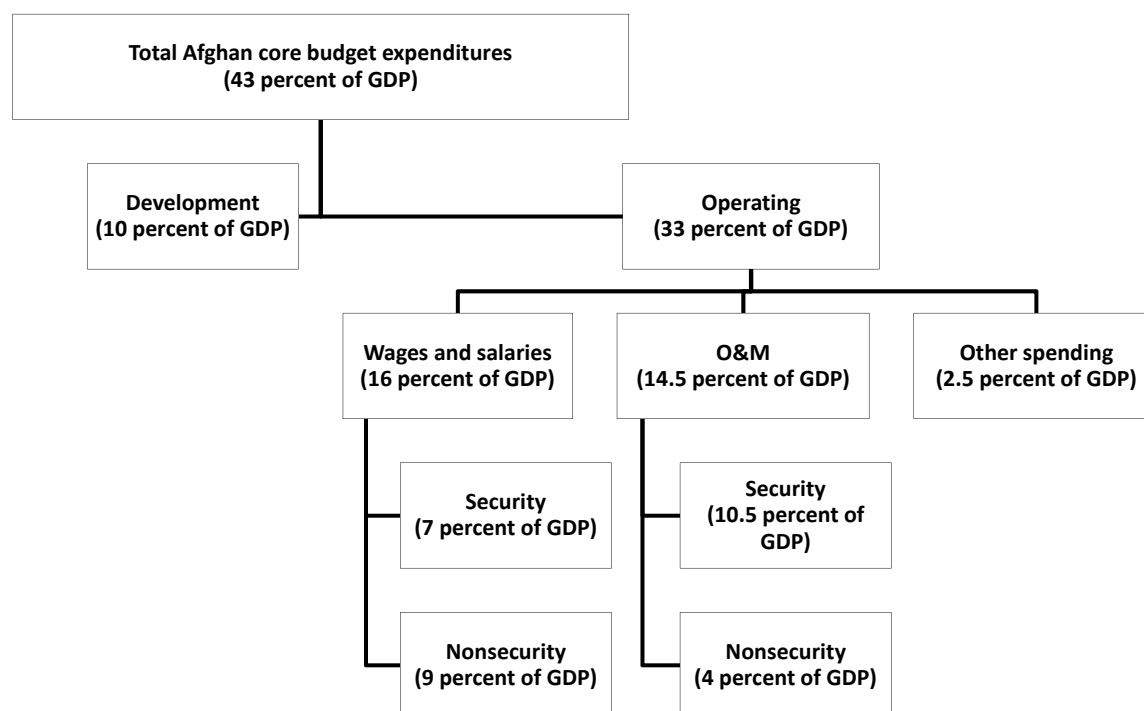 Total Afghan core budget expenditures
(43 percent of GDP)
Development
(10 percent of GDP)
Operating
(33 percent of GDP)
Wages and salaries
(16 percent of GDP)
O&M
(14.5 percent of GDP)
Other spending
(2.5 percent of GDP)
Security
(7 percent of GDP)
Security
(10.5 percent of
GDP)
Nonsecurity
(9 percent of GDP)
Nonsecurity
(4 percent of GDP)